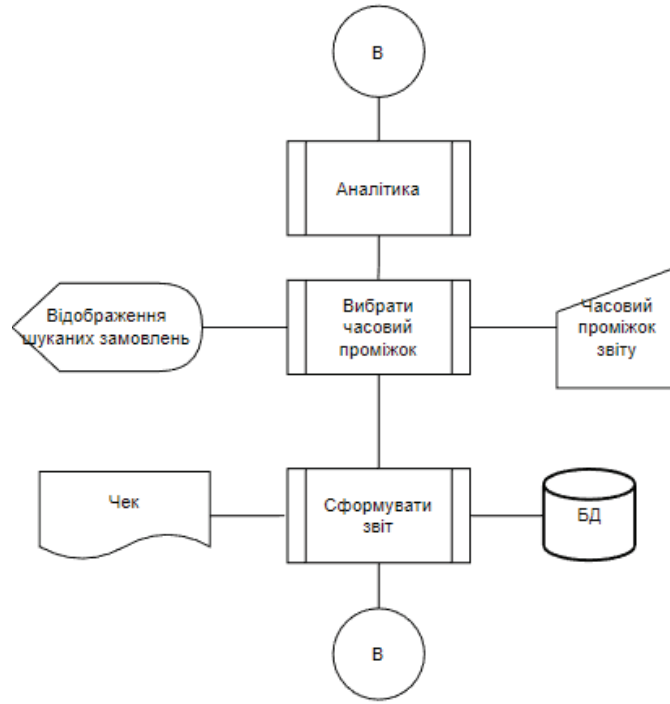 В
Аналітика
Відображення
шуканих замовлень
Вибрати
часовий
проміжок
Часовий
проміжок
звіту
Чек
Сформувати
звіт
БД
В